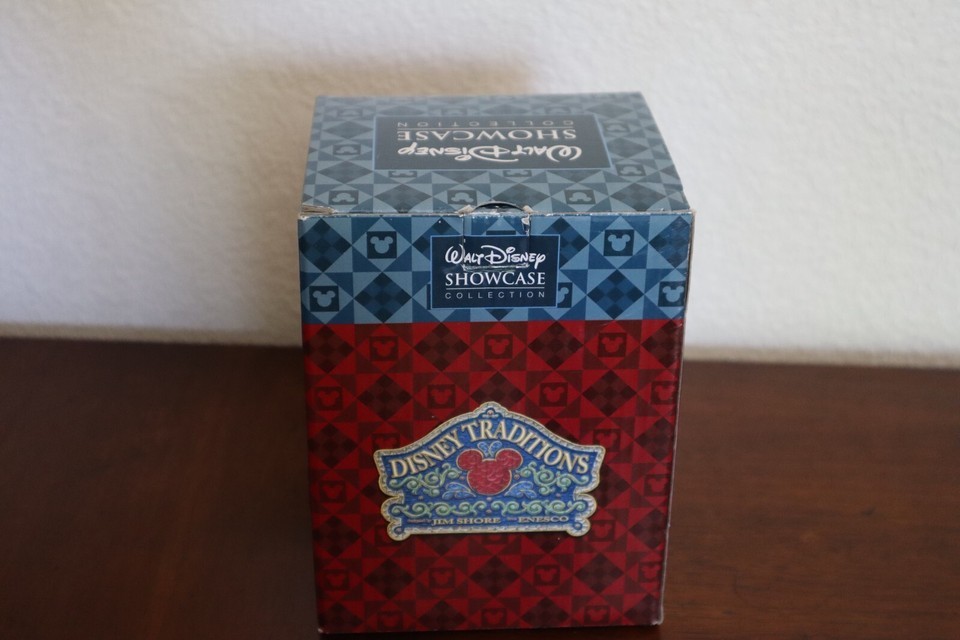 WALT DISNEY
SHOWCASE
COLLECTION
WALT DISNEY
SHOWCASE
COLLECTION
DISNEY TRADITIONS
JIM SHORE ENESCO